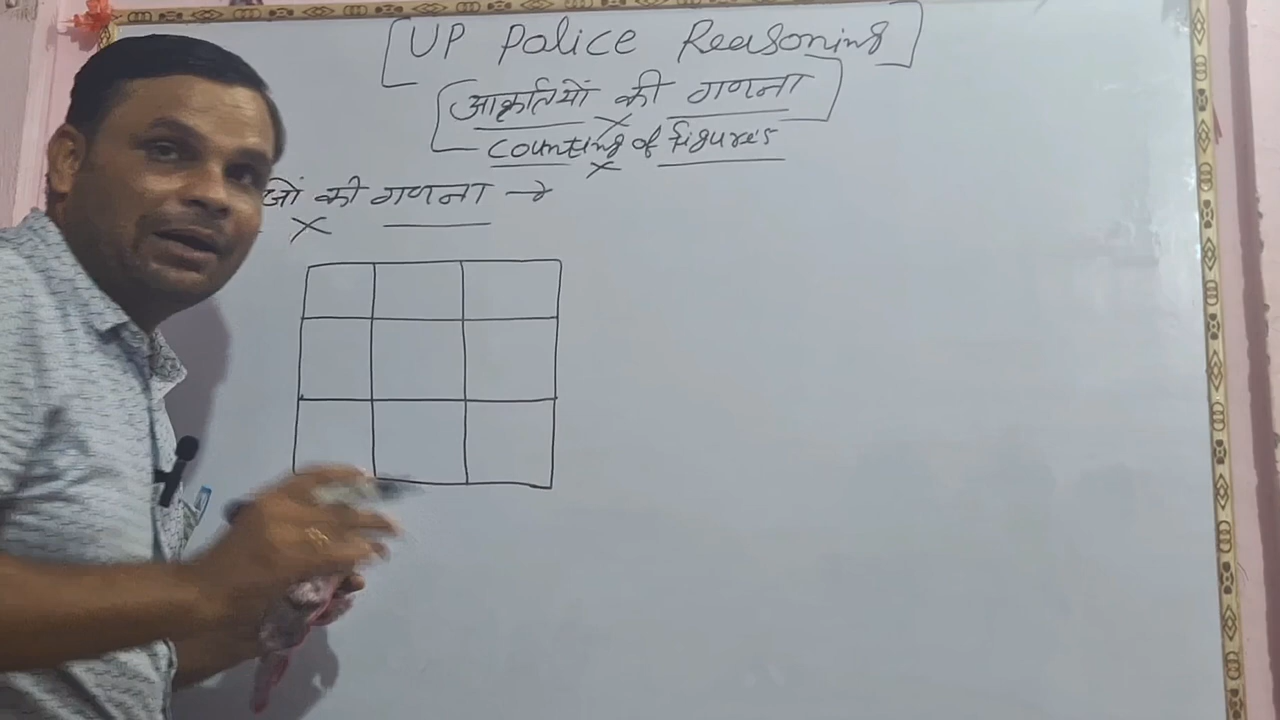 UP Police Reasoning
आकृतियों की गणना
Counting of figures
की गणना →